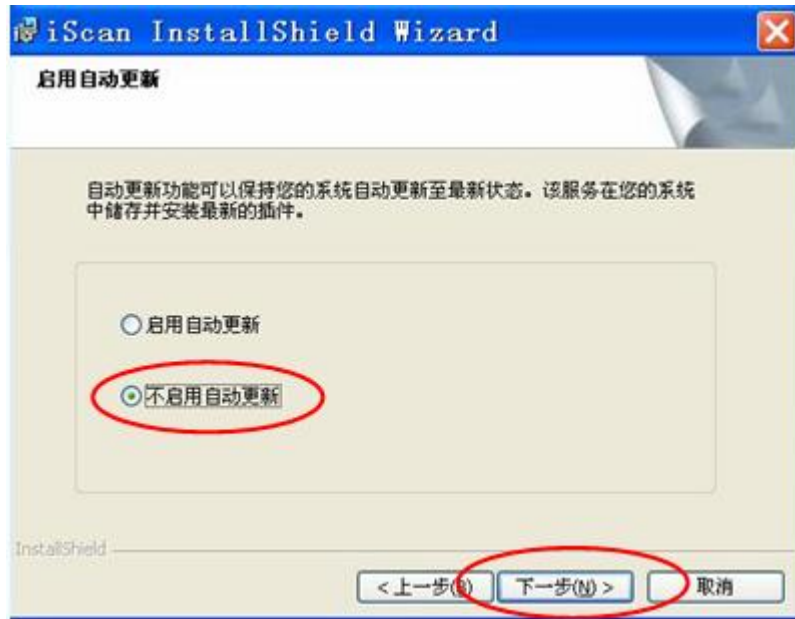 iScan InstallShield Wizard
启用自动更新
自动更新功能可以保持您的系统自动更新至最新状态。该服务在您的系统
中储存并安装最新的插件。
启用自动更新
不启用自动更新
InstallShield
<上一步(B) 下一步(N) > 取消